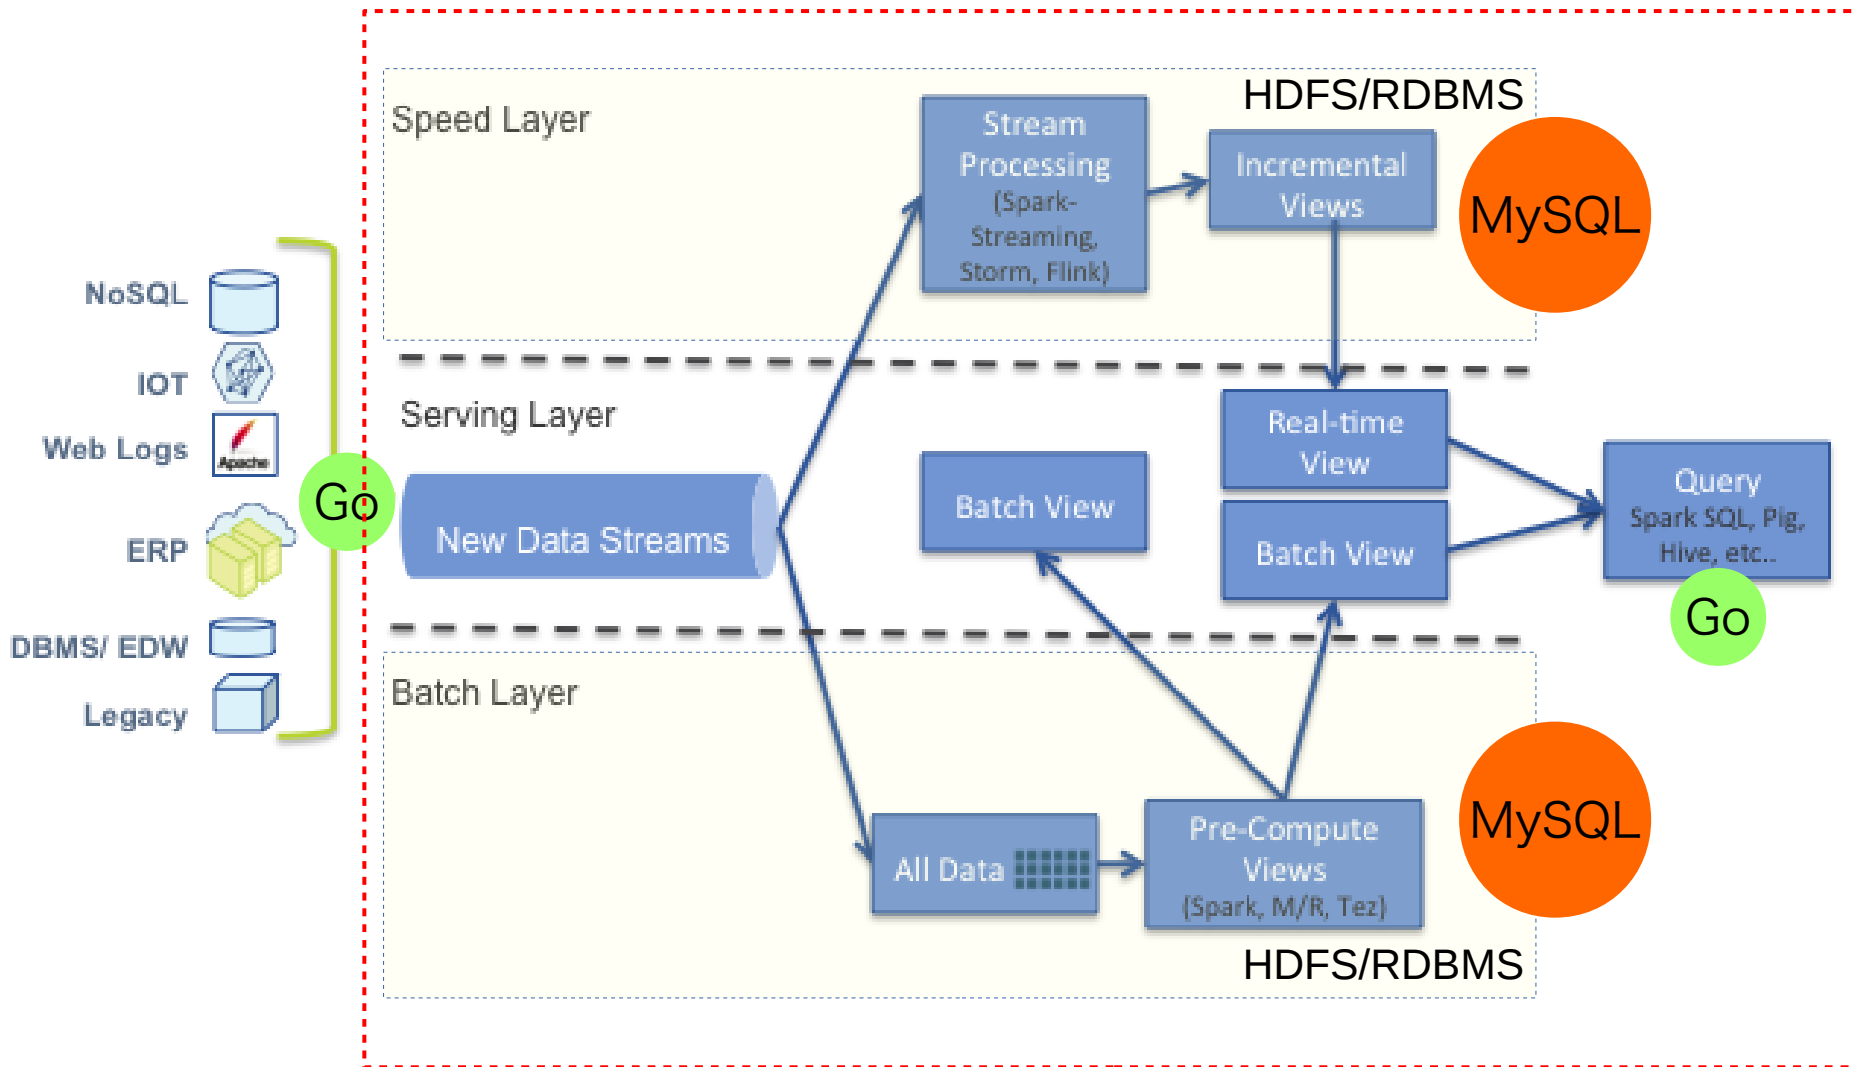 HDFS/RDBMS
Speed Layer
Stream
Processing
(Spark-
Streaming,
Storm, Flink)
Incremental
Views
MySQL
NoSQL
IOT
Web Logs
Apache
ERP
DBMS/ EDW
Legacy
Go
Serving Layer
New Data Streams
Batch View
Real-time
View
Batch View
Query
Spark SQL, Pig,
Hive, etc..
Go
Batch Layer
All Data
Pre-Compute
Views
(Spark, M/R, Tez)
MySQL
HDFS/RDBMS